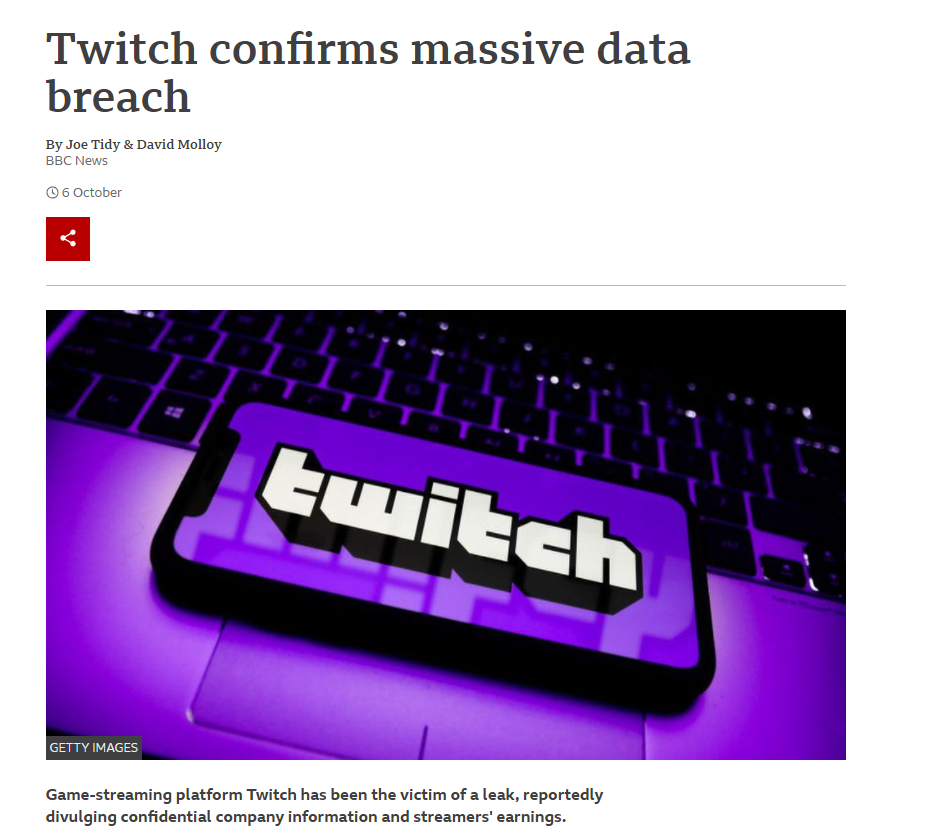 Twitch confirms massive data
breach
By Joe Tidy & David Molloy
BBC News
6 October
twitch
GETTY IMAGES
Game-streaming platform Twitch has been the victim of a leak, reportedly
divulging confidential company information and streamers' earnings.